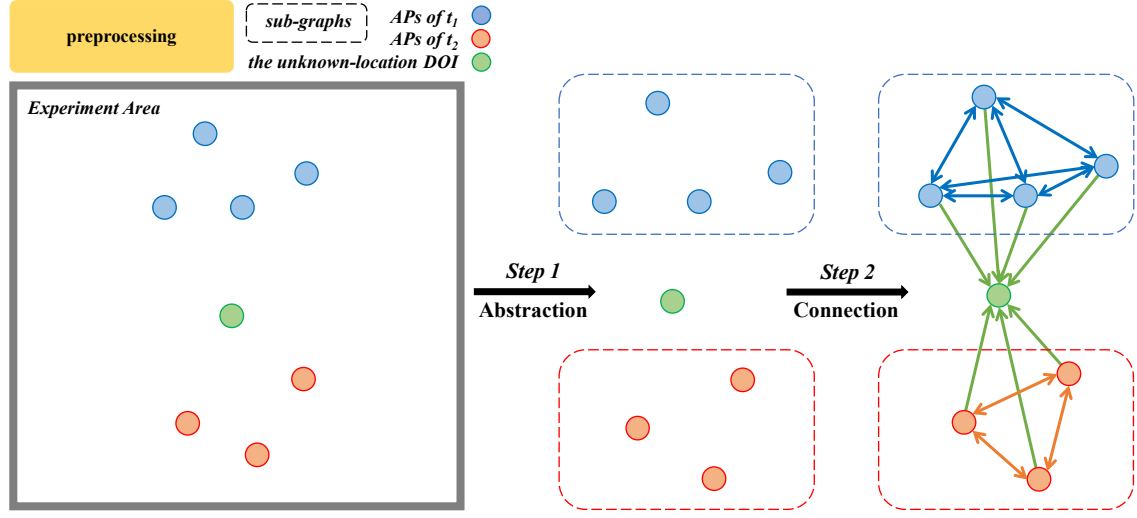 preprocessing
sub-graphs
APs of t1
APs of t2
the unknown-location DOI
Experiment Area
Step 1
Abstraction
Step 2
Connection